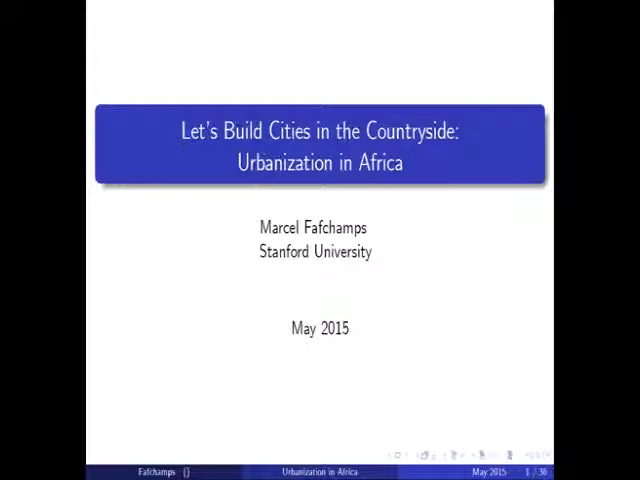 Let's Build Cities in the Countryside:
Urbanization in Africa
Marcel Fafchamps
Stanford University
May 2015
Fafchamps () Urbanization in Africa May 2015 1 / 36